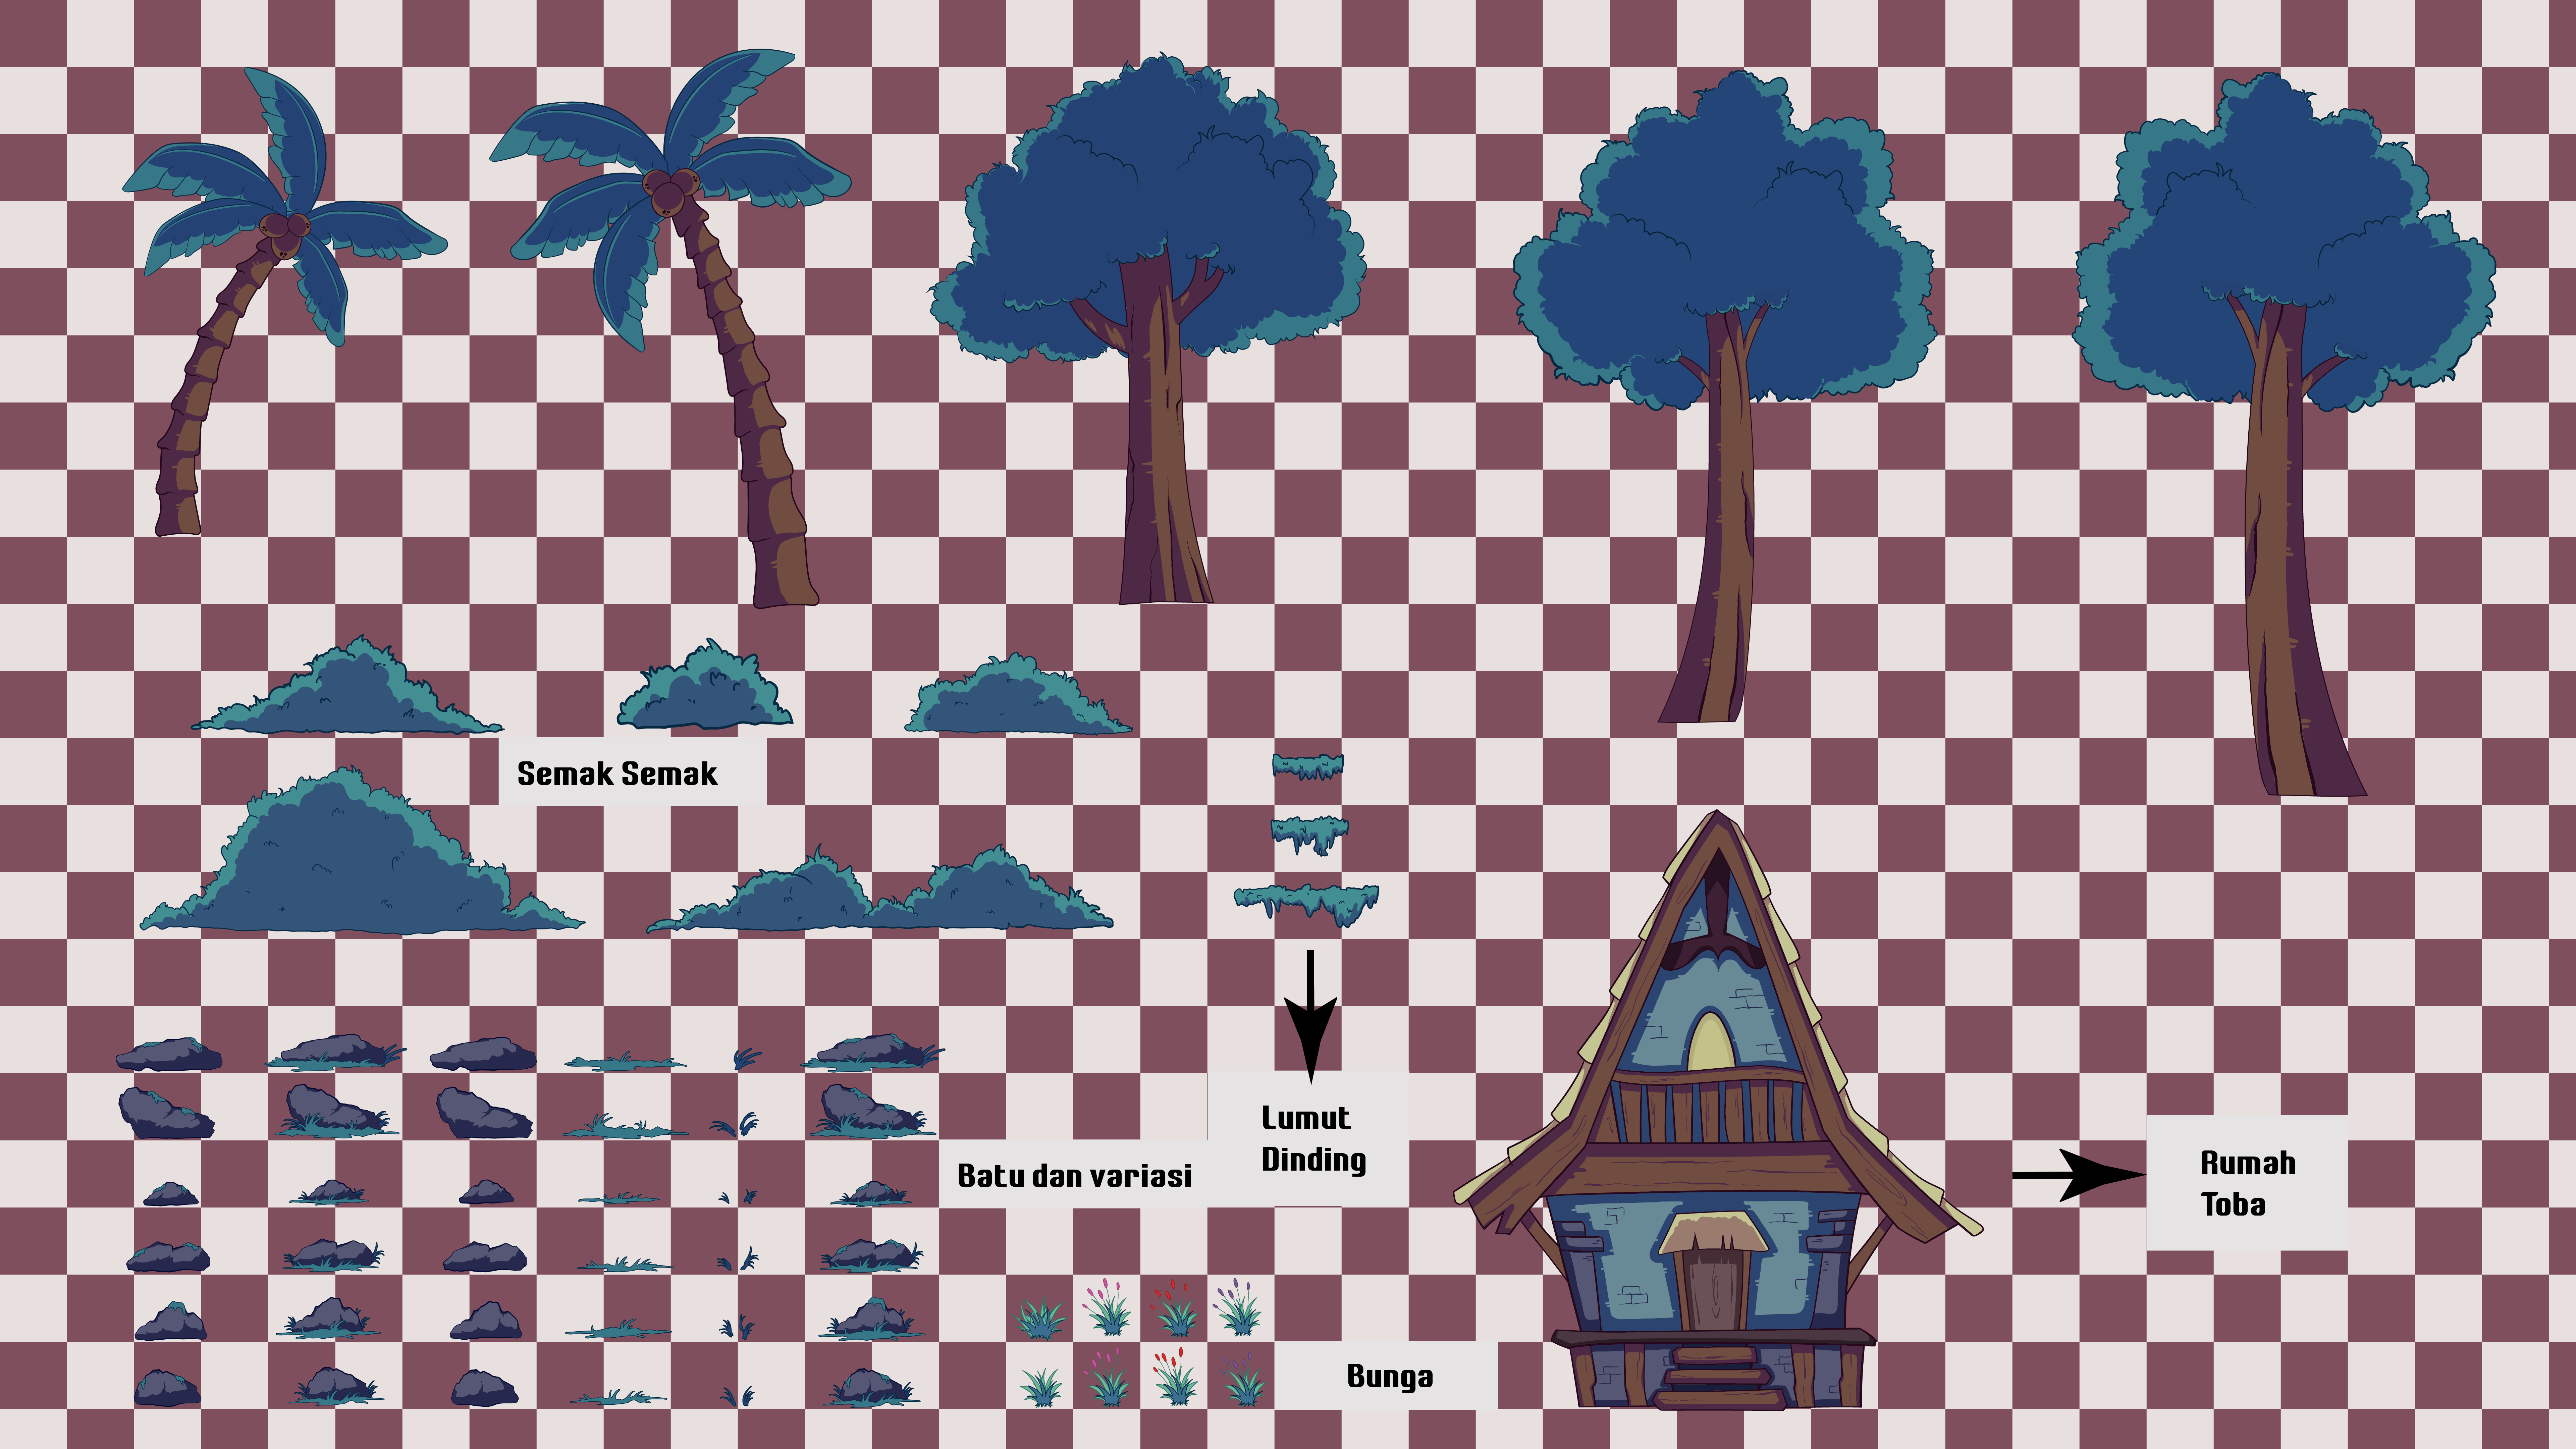 Semak Semak
Lumut
Dinding
Batu dan variasi
Rumah
Toba
Bunga